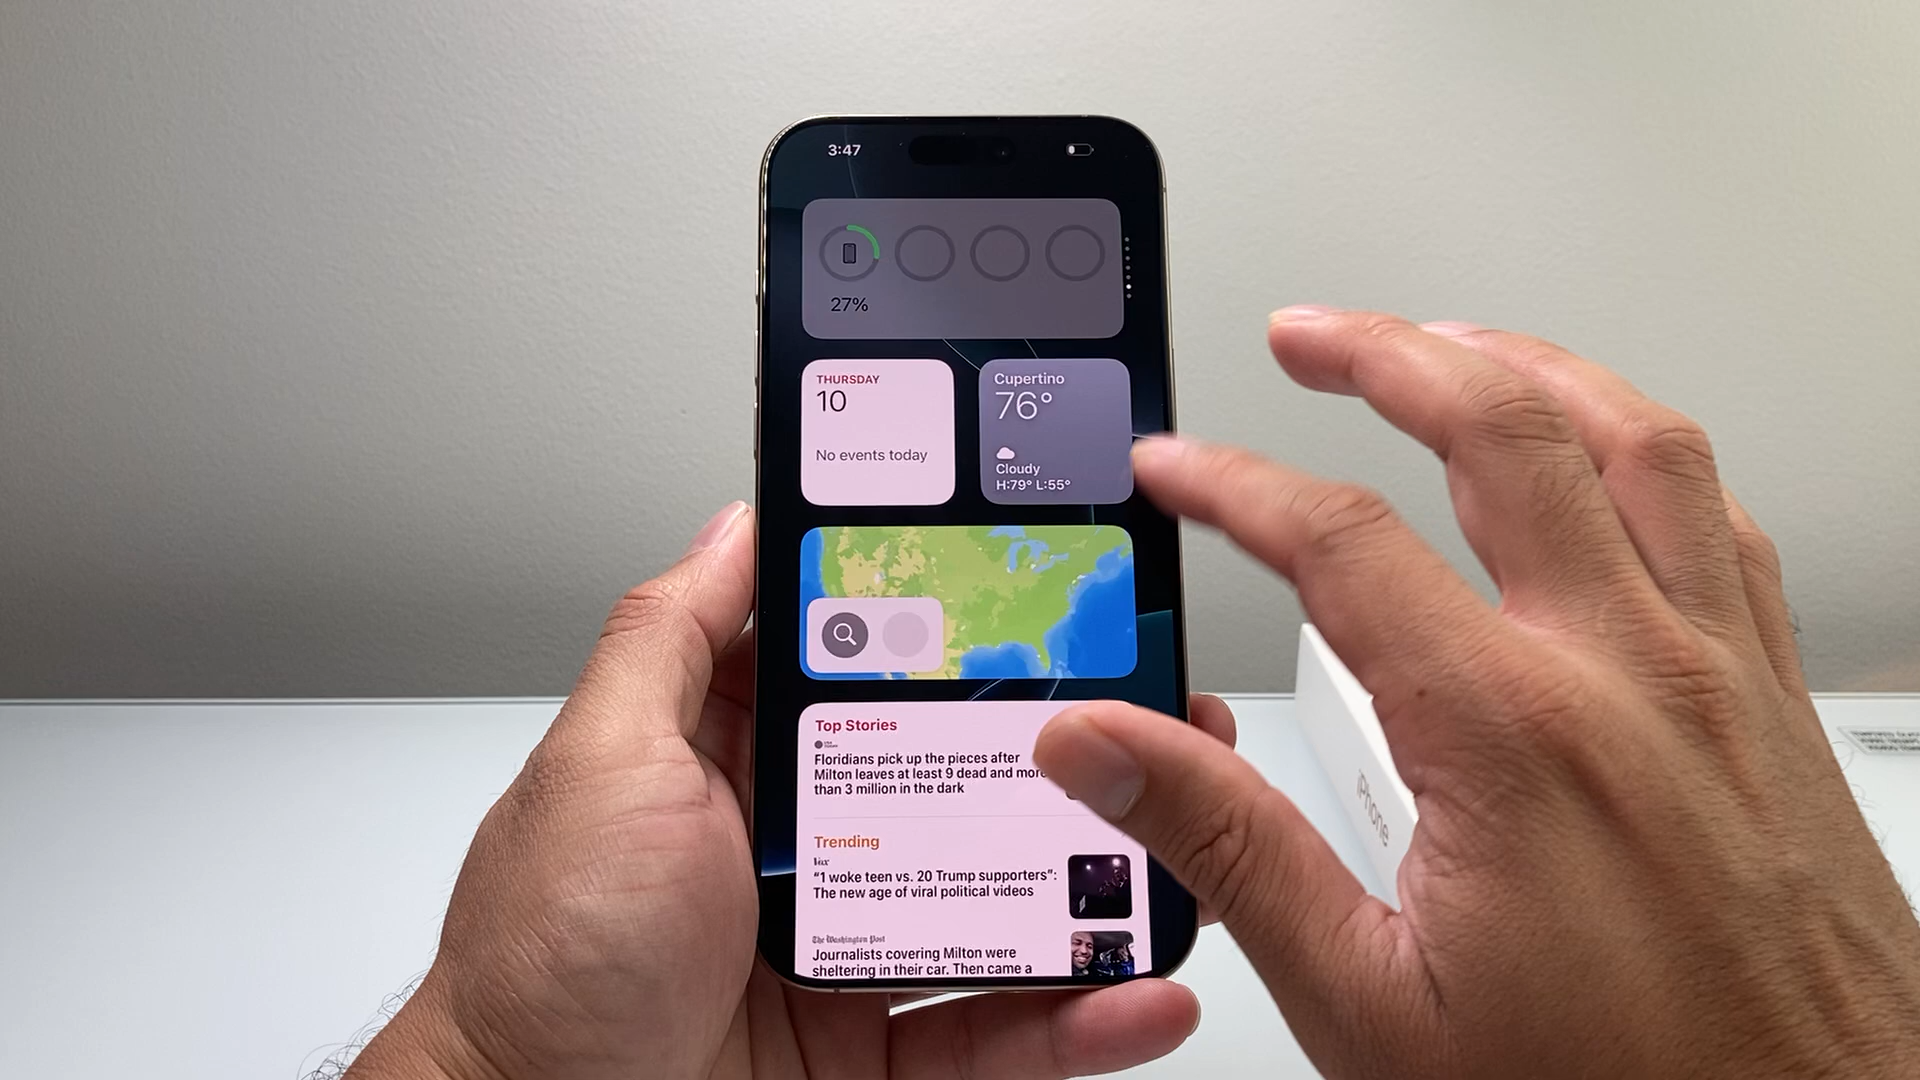 3:47
27%
THURSDAY
10
No events today
Cupertino
76°
Cloudy
H:79° L:55°
Top Stories
Floridians pick up the pieces after
Milton leaves at least 9 dead and more
than 3 million in the dark
Trending
Vox
“1 woke teen vs. 20 Trump supporters”:
The new age of viral political videos
The Washington Post
Journalists covering Milton were
sheltering in their car. Then came a
iPhone